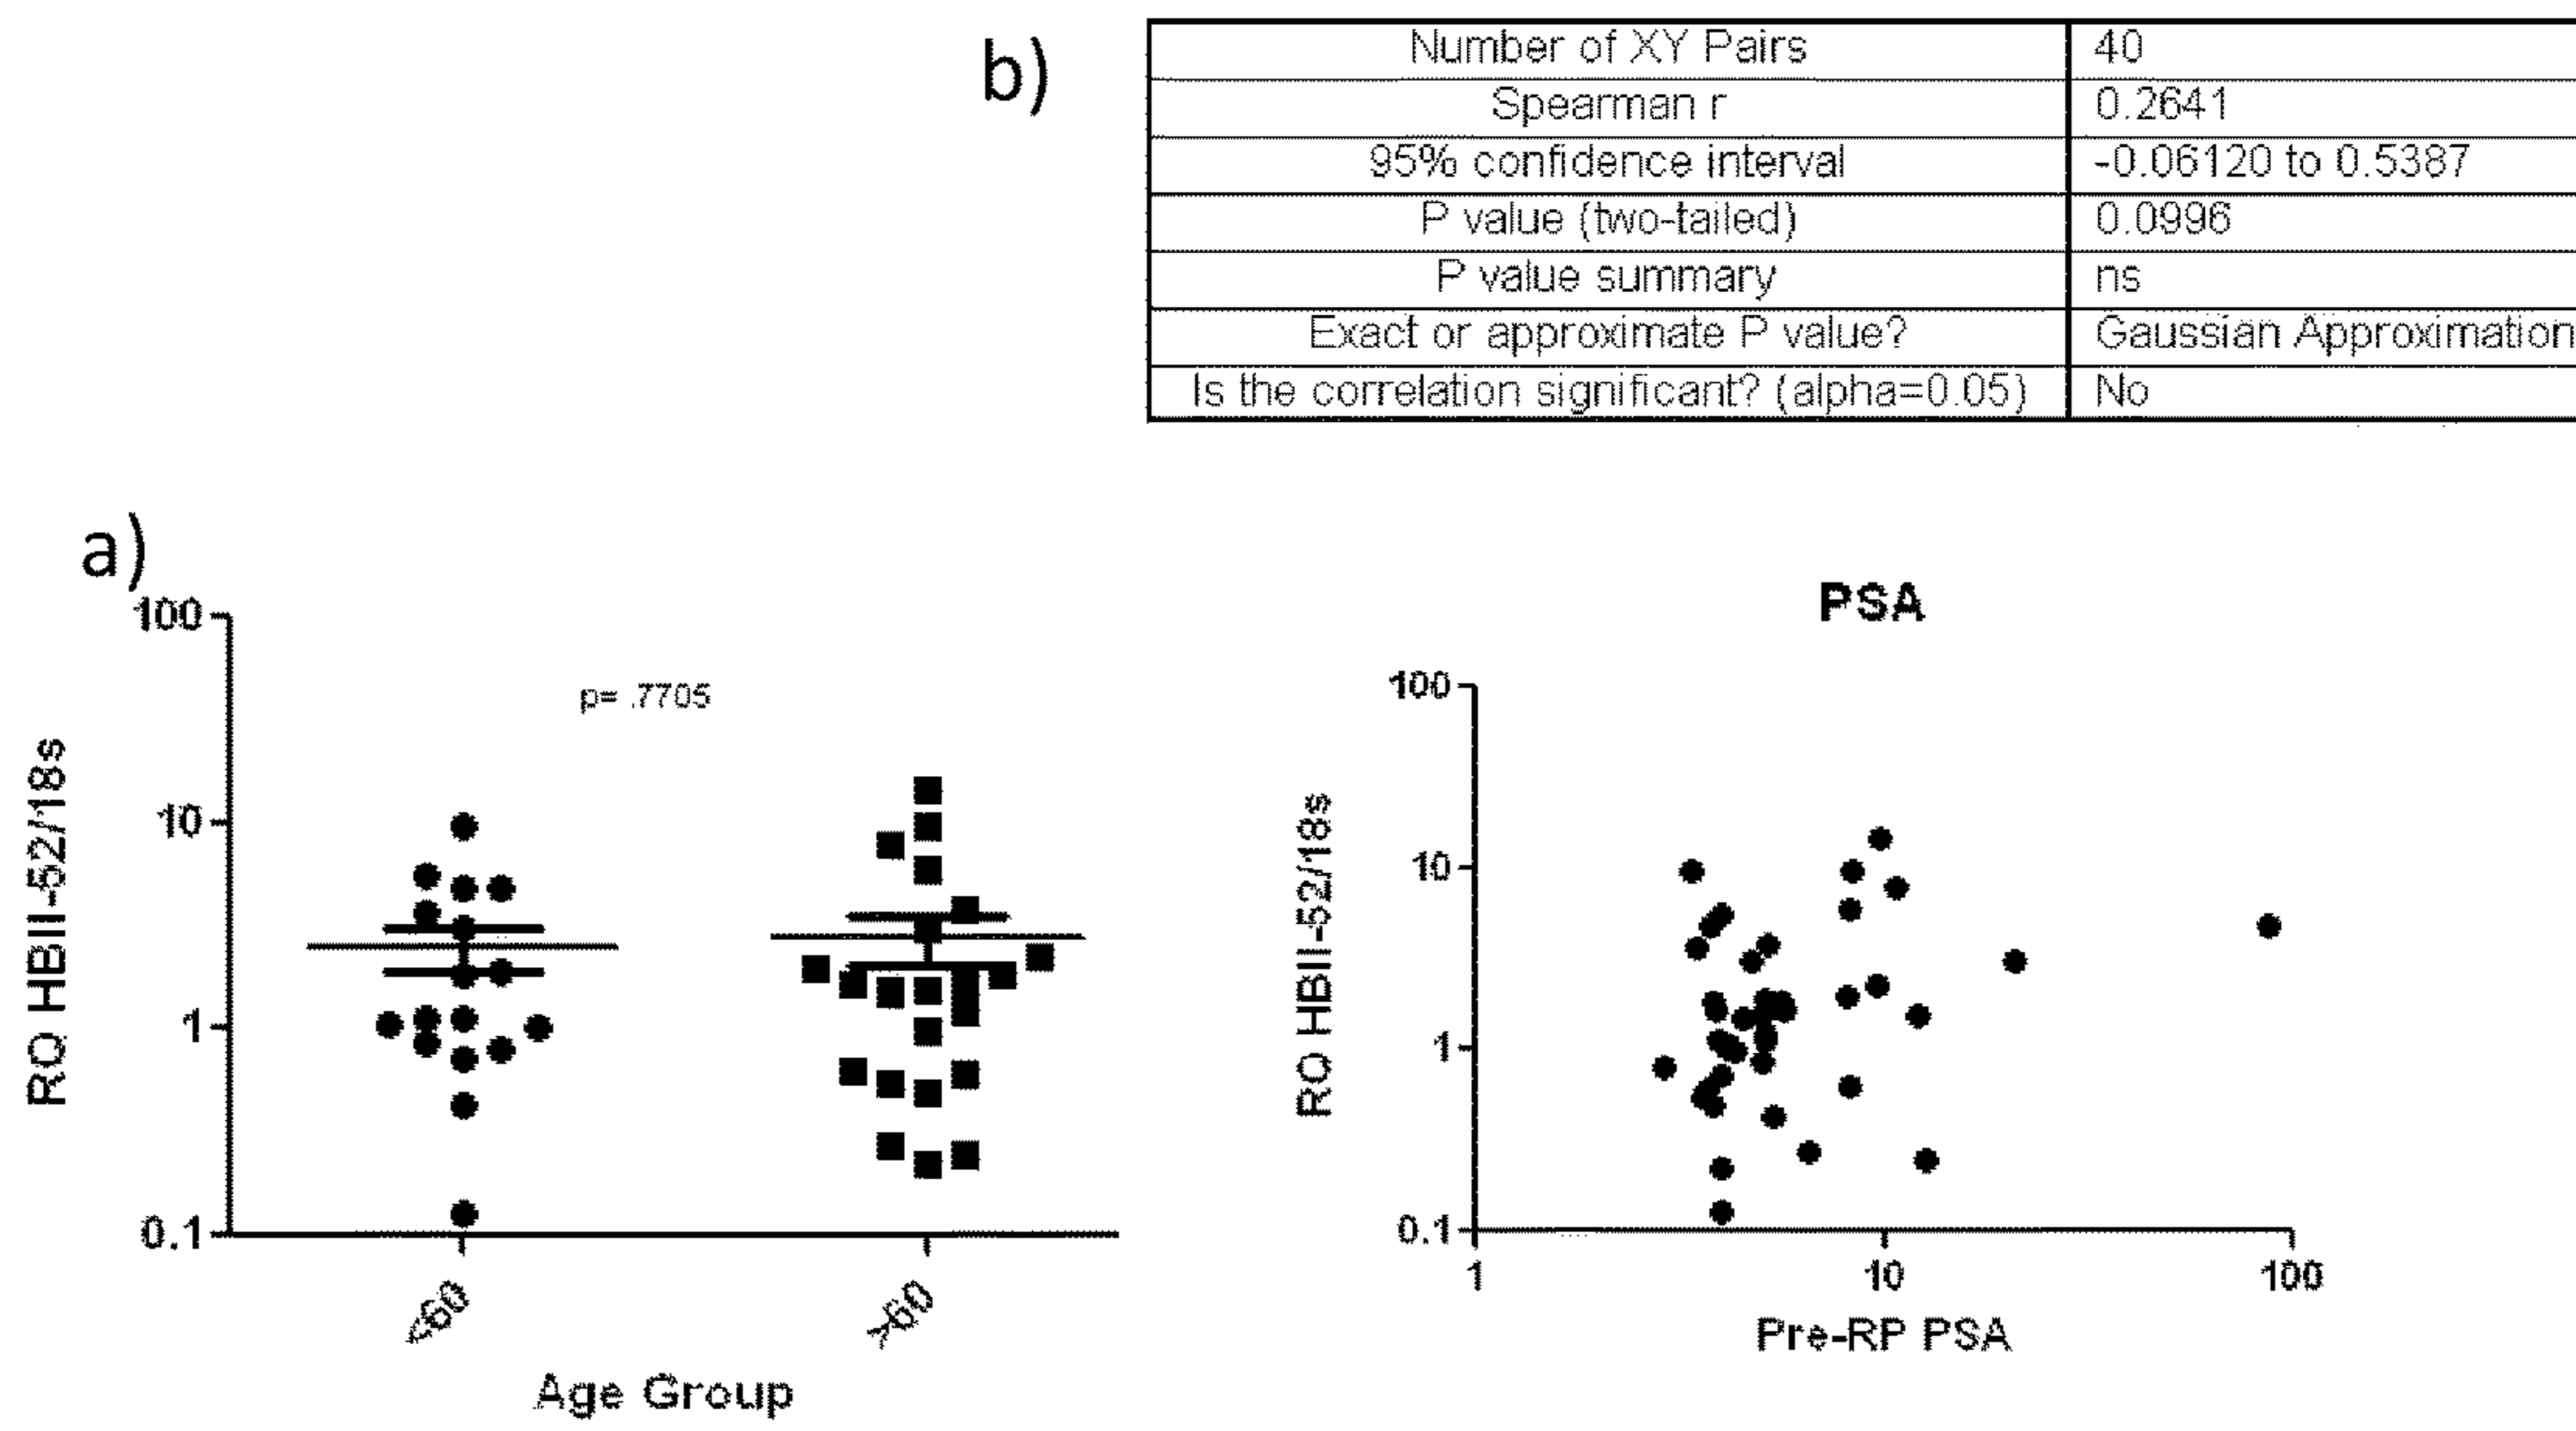 b)
Number of XY Pairs 40
Spearman r 0.2641
95% confidence interval -0.06120 to 0.5387
P value (two-tailed) 0.0996
P value summary ns
Exact or approximate P value? Gaussian Approximation
Is the correlation significant? (alpha=0.05) No
a)
100
10
1
0.1
RQ HBII-52/18s
p= .7705
<60
>60
Age Group
PSA
100
10
1
0.1
RQ HBII-52/18s
1
10
100
Pre-RP PSA